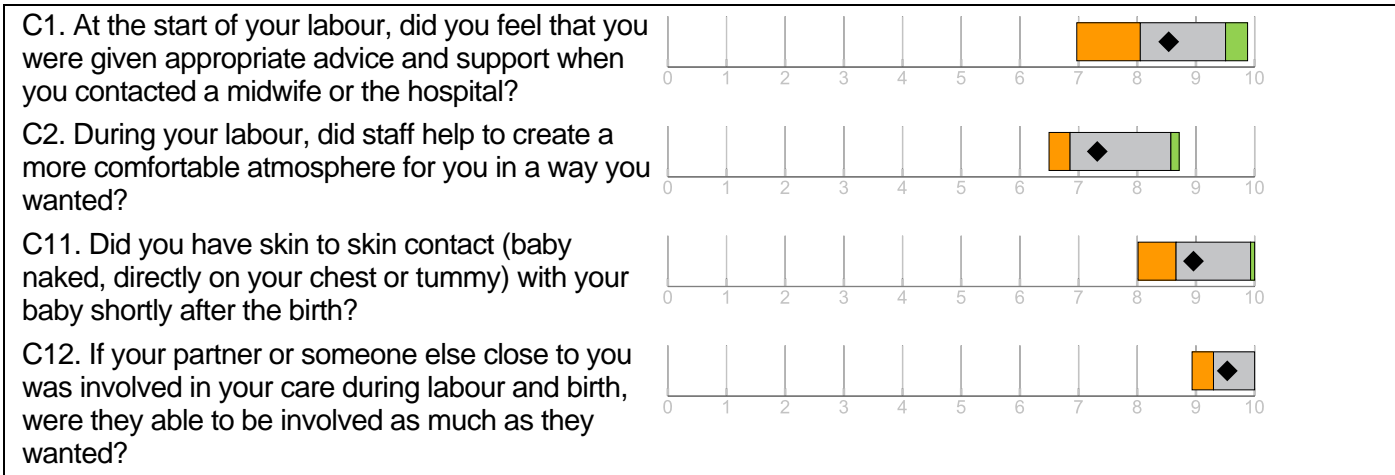 C1. At the start of your labour, did you feel that you
were given appropriate advice and support when
you contacted a midwife or the hospital?
0 1 2 3 4 5 6 7 8 9 10
C2. During your labour, did staff help to create a
more comfortable atmosphere for you in a way you
wanted?
0 1 2 3 4 5 6 7 8 9 10
C11. Did you have skin to skin contact (baby
naked, directly on your chest or tummy) with your
baby shortly after the birth?
0 1 2 3 4 5 6 7 8 9 10
C12. If your partner or someone else close to you
was involved in your care during labour and birth,
were they able to be involved as much as they
wanted?
0 1 2 3 4 5 6 7 8 9 10